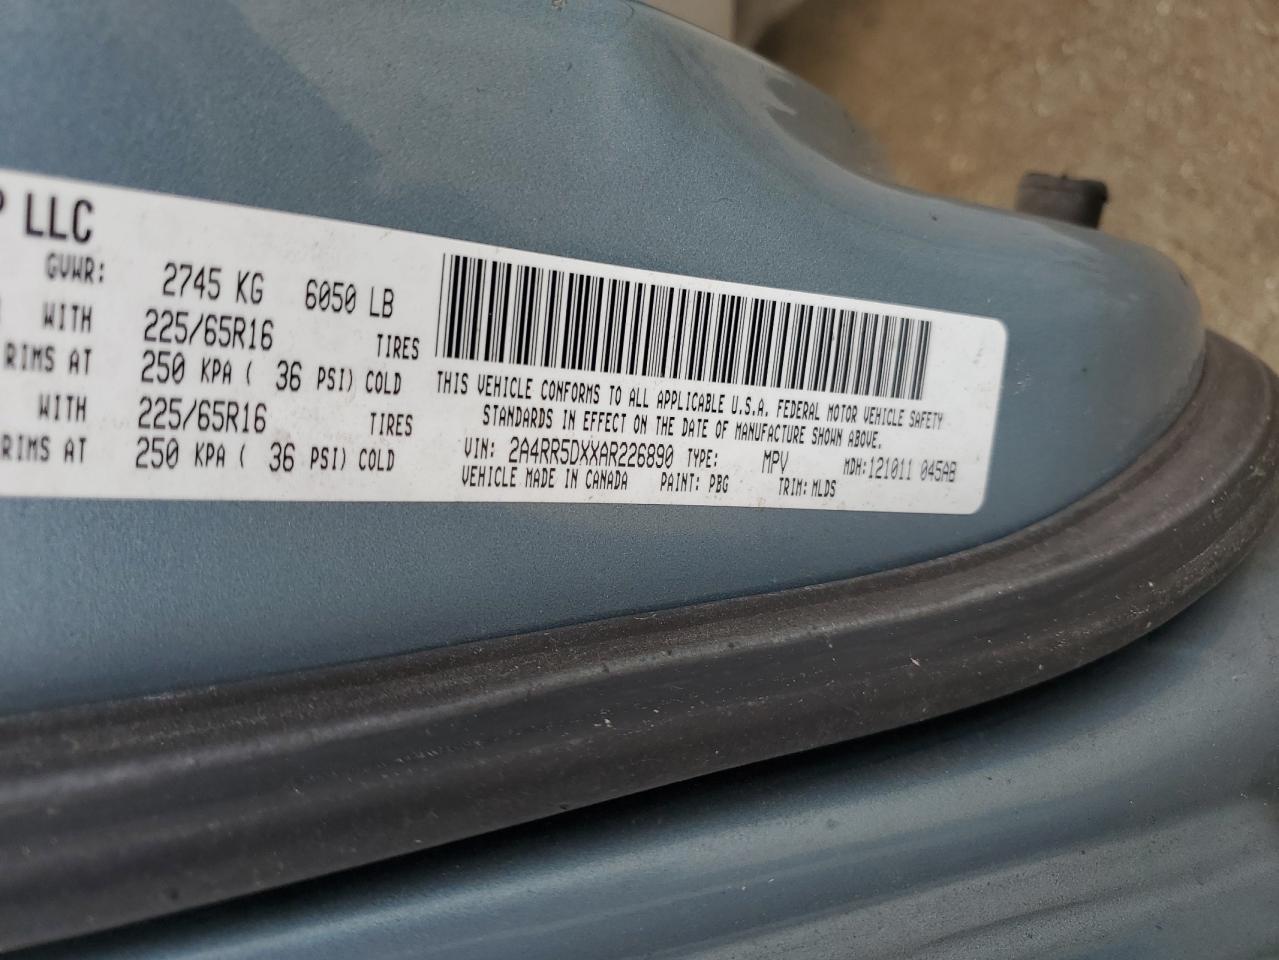 P LLC
GVWR: 2745 KG 6050 LB
WITH 225/65R16 TIRES
RIMS AT 250 KPA ( 36 PSI) COLD
WITH 225/65R16 TIRES
RIMS AT 250 KPA ( 36 PSI) COLD
THIS VEHICLE CONFORMS TO ALL APPLICABLE U.S.A. FEDERAL MOTOR VEHICLE SAFETY
STANDARDS IN EFFECT ON THE DATE OF MANUFACTURE SHOWN ABOVE.
VIN: 2A4RR5DXXAR226890 TYPE: MPV MDH:121011 045AB
VEHICLE MADE IN CANADA PAINT: PBG TRIM: MLDS